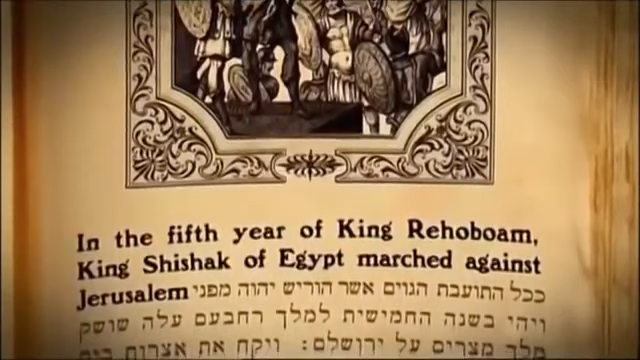 In the fifth year of King Rehoboam,
King Shishak of Egypt marched against
Jerusalem ככל התועבת הגוים אשר הוריש יהוה מפני
ויהי בשנה החמישית למלך רחבעם עלה שושק
מלך מצרים על ירושלם: ויקח את אצרות בית